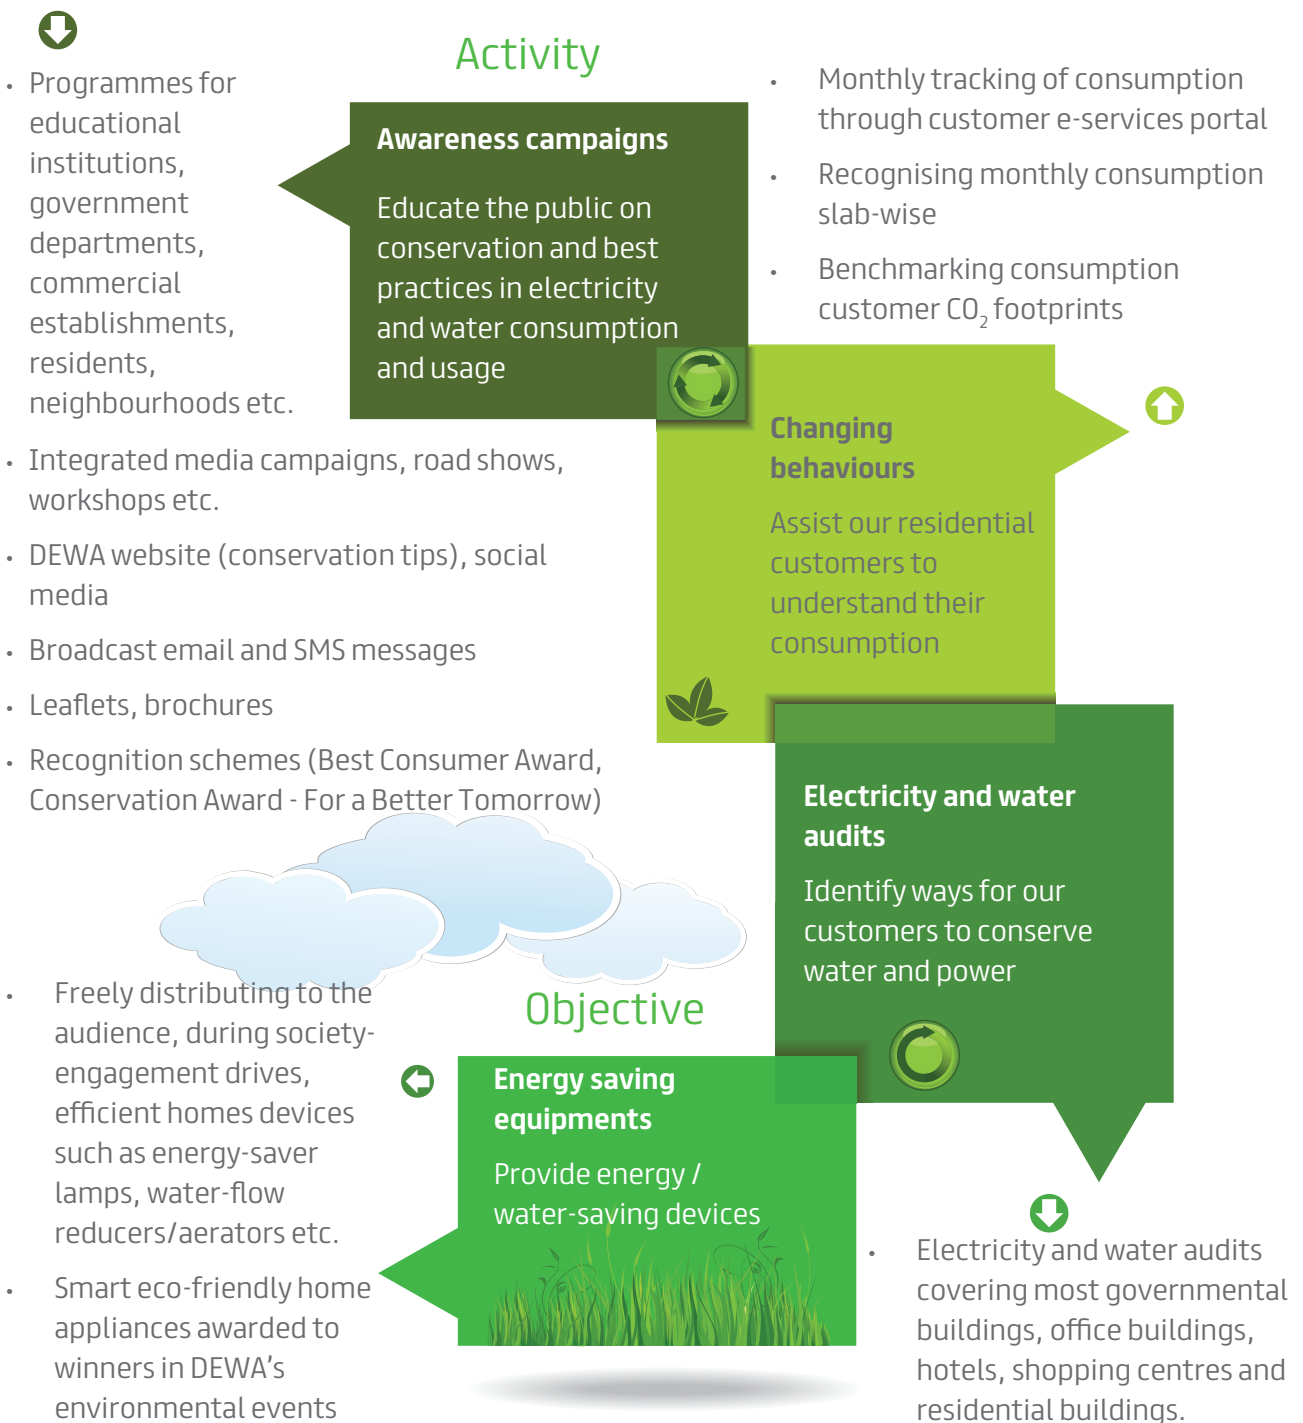 Activity
• Programmes for
educational
institutions,
government
departments,
commercial
establishments,
residents,
neighbourhoods etc.
• Integrated media campaigns, road shows,
workshops etc.
• DEWA website (conservation tips), social
media
• Broadcast email and SMS messages
• Leaflets, brochures
• Recognition schemes (Best Consumer Award,
Conservation Award - For a Better Tomorrow)
Awareness campaigns
Educate the public on
conservation and best
practices in electricity
and water consumption
and usage
• Monthly tracking of consumption
through customer e-services portal
• Recognising monthly consumption
slab-wise
• Benchmarking consumption
customer CO₂ footprints
Changing
behaviours
Assist our residential
customers to
understand their
consumption
Electricity and water
audits
Identify ways for our
customers to conserve
water and power
Objective
Energy saving
equipments
Provide energy /
water-saving devices
• Freely distributing to the
audience, during society-
engagement drives,
efficient homes devices
such as energy-saver
lamps, water-flow
reducers/aerators etc.
• Smart eco-friendly home
appliances awarded to
winners in DEWA's
environmental events
• Electricity and water audits
covering most governmental
buildings, office buildings,
hotels, shopping centres and
residential buildings.